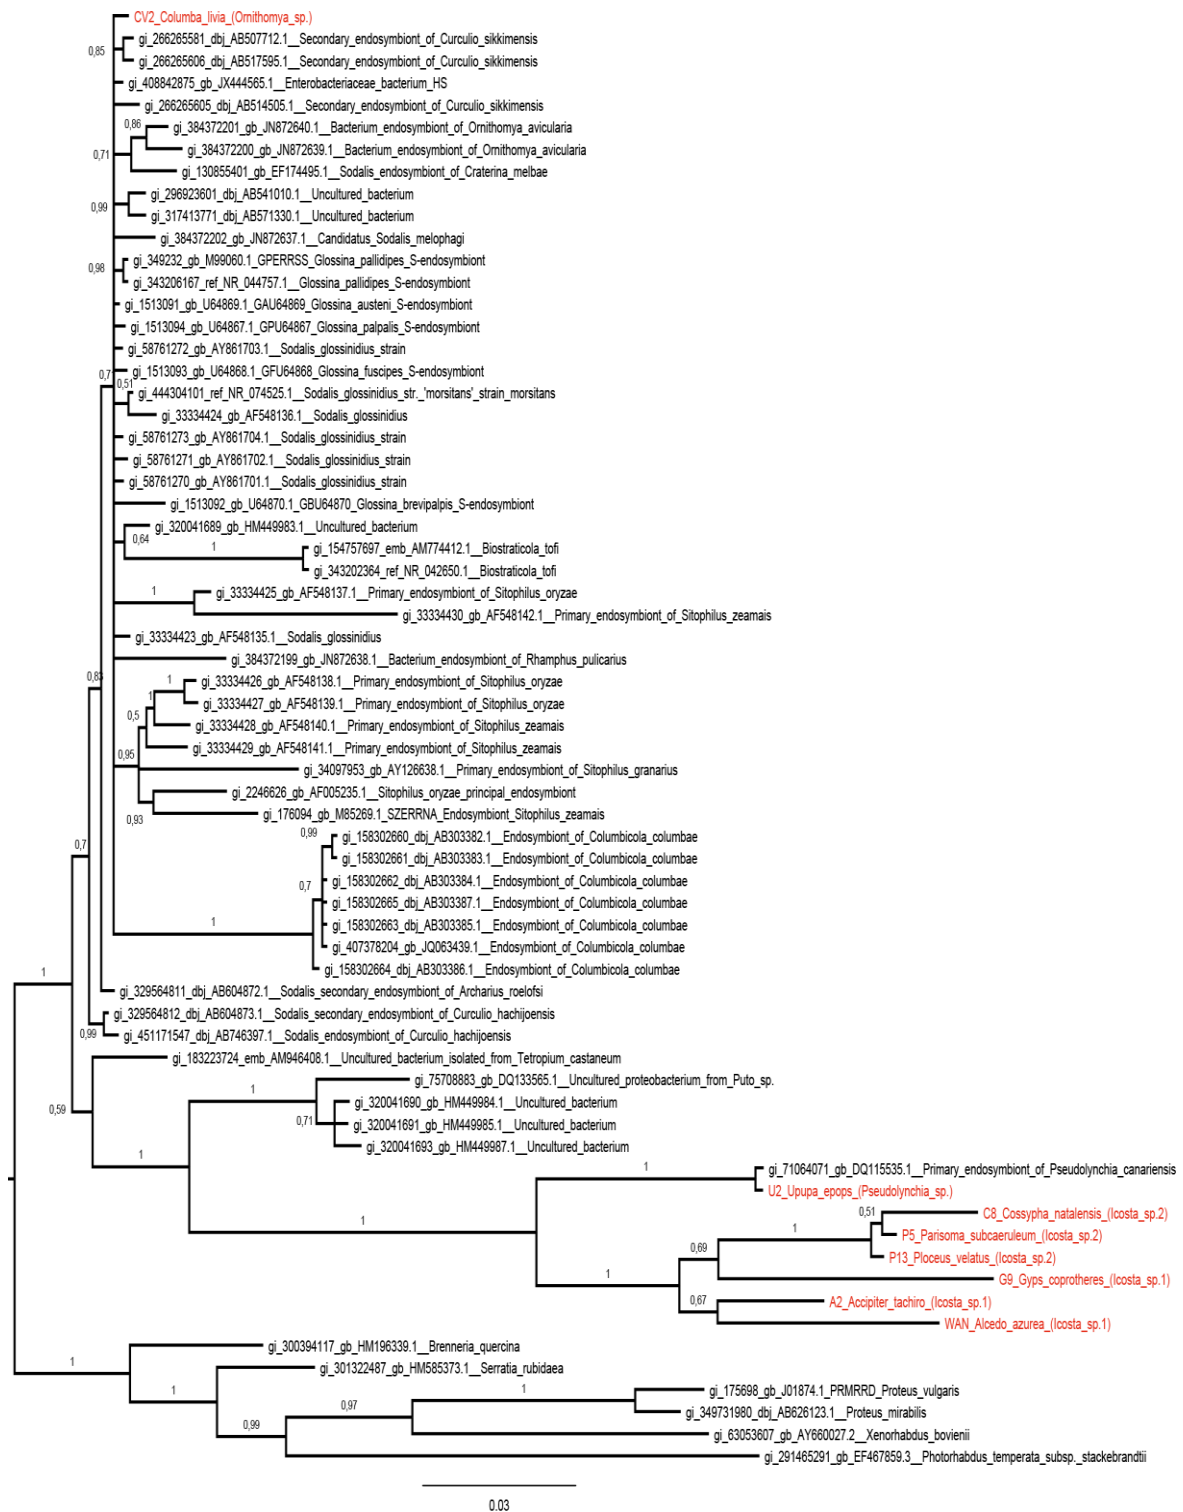 CV2_Columba_livia_(Ornithomya_sp.)
0,85
gi_266265581_dbj_AB507712.1__Secondary_endosymbiont_of_Curculio_sikkimensis
gi_266265606_dbj_AB517595.1__Secondary_endosymbiont_of_Curculio_sikkimensis
gi_408842875_gb_JX444565.1__Enterobacteriaceae_bacterium_HS
gi_266265605_dbj_AB514505.1__Secondary_endosymbiont_of_Curculio_sikkimensis
0,86
gi_384372201_gb_JN872640.1__Bacterium_endosymbiont_of_Ornithomya_avicularia
0,71
gi_384372200_gb_JN872639.1__Bacterium_endosymbiont_of_Ornithomya_avicularia
gi_130855401_gb_EF174495.1__Sodalis_endosymbiont_of_Craterina_melbae
gi_296923601_dbj_AB541010.1__Uncultured_bacterium
0,99
gi_317413771_dbj_AB571330.1__Uncultured_bacterium
gi_384372202_gb_JN872637.1__Candidatus_Sodalis_melophagi
gi_349232_gb_M99060.1_GPERRSS_Glossina_pallidipes_S-endosymbiont
0,98
gi_343206167_ref_NR_044757.1__Glossina_pallidipes_S-endosymbiont
gi_1513091_gb_U64869.1_GAU64869_Glossina_austeni_S-endosymbiont
gi_1513094_gb_U64867.1_GPU64867_Glossina_palpalis_S-endosymbiont
gi_58761272_gb_AY861703.1__Sodalis_glossinidius_strain
0,7
gi_1513093_gb_U64868.1_GFU64868_Glossina_fuscipes_S-endosymbiont
0,51
gi_444304101_ref_NR_074525.1__Sodalis_glossinidius_str._'morsitans'_strain_morsitans
gi_33334424_gb_AF548136.1__Sodalis_glossinidius
gi_58761273_gb_AY861704.1__Sodalis_glossinidius_strain
gi_58761271_gb_AY861702.1__Sodalis_glossinidius_strain
gi_58761270_gb_AY861701.1__Sodalis_glossinidius_strain
gi_1513092_gb_U64870.1_GBU64870_Glossina_brevipalpis_S-endosymbiont
gi_320041689_gb_HM449983.1__Uncultured_bacterium
0,64
1
gi_154757697_emb_AM774412.1__Biostraticola_tofi
gi_343202364_ref_NR_042650.1__Biostraticola_tofi
1
gi_33334425_gb_AF548137.1__Primary_endosymbiont_of_Sitophilus_oryzae
gi_33334430_gb_AF548142.1__Primary_endosymbiont_of_Sitophilus_zeamais
gi_33334423_gb_AF548135.1__Sodalis_glossinidius
gi_384372199_gb_JN872638.1__Bacterium_endosymbiont_of_Rhamphus_pulicarius
0,83
1
gi_33334426_gb_AF548138.1__Primary_endosymbiont_of_Sitophilus_oryzae
1
gi_33334427_gb_AF548139.1__Primary_endosymbiont_of_Sitophilus_oryzae
0,5
gi_33334428_gb_AF548140.1__Primary_endosymbiont_of_Sitophilus_zeamais
0,95
gi_33334429_gb_AF548141.1__Primary_endosymbiont_of_Sitophilus_zeamais
gi_34097953_gb_AY126638.1__Primary_endosymbiont_of_Sitophilus_granarius
gi_2246626_gb_AF005235.1__Sitophilus_oryzae_principal_endosymbiont
0,93
gi_176094_gb_M85269.1_SZERRNA_Endosymbiont_Sitophilus_zeamais
0,99
gi_158302660_dbj_AB303382.1__Endosymbiont_of_Columbicola_columbae
0,7
gi_158302661_dbj_AB303383.1__Endosymbiont_of_Columbicola_columbae
0,7
gi_158302662_dbj_AB303384.1__Endosymbiont_of_Columbicola_columbae
gi_158302665_dbj_AB303387.1__Endosymbiont_of_Columbicola_columbae
1
gi_158302663_dbj_AB303385.1__Endosymbiont_of_Columbicola_columbae
gi_407378204_gb_JQ063439.1__Endosymbiont_of_Columbicola_columbae
1
gi_158302664_dbj_AB303386.1__Endosymbiont_of_Columbicola_columbae
gi_329564811_dbj_AB604872.1__Sodalis_secondary_endosymbiont_of_Archarius_roelofsi
gi_329564812_dbj_AB604873.1__Sodalis_secondary_endosymbiont_of_Curculio_hachijoensis
0,99
gi_451171547_dbj_AB746397.1__Sodalis_endosymbiont_of_Curculio_hachijoensis
gi_183223724_emb_AM946408.1__Uncultured_bacterium_isolated_from_Tetropium_castaneum
1
gi_75708883_gb_DQ133565.1__Uncultured_proteobacterium_from_Puto_sp.
0,59
gi_320041690_gb_HM449984.1__Uncultured_bacterium
0,71
gi_320041691_gb_HM449985.1__Uncultured_bacterium
gi_320041693_gb_HM449987.1__Uncultured_bacterium
1
1
gi_71064071_gb_DQ115535.1__Primary_endosymbiont_of_Pseudolynchia_canariensis
U2_Upupa_epops_(Pseudolynchia_sp.)
1
0,51
C8_Cossypha_natalensis_(Icosta_sp.2)
1
P5_Parisoma_subcaeruleum_(Icosta_sp.2)
0,69
P13_Ploceus_velatus_(Icosta_sp.2)
1
G9_Gyps_coprotheres_(Icosta_sp.1)
0,67
A2_Accipiter_tachiro_(Icosta_sp.1)
WAN_Alcedo_azurea_(Icosta_sp.1)
gi_300394117_gb_HM196339.1__Brenneria_quercina
1
gi_301322487_gb_HM585373.1__Serratia_rubidaea
1
1
gi_175698_gb_J01874.1_PRMRRD_Proteus_vulgaris
0,97
gi_349731980_dbj_AB626123.1__Proteus_mirabilis
0,99
gi_63053607_gb_AY660027.2__Xenorhabdus_bovienii
gi_291465291_gb_EF467859.3__Photorhabdus_temperata_subsp._stackebrandtii
0.03